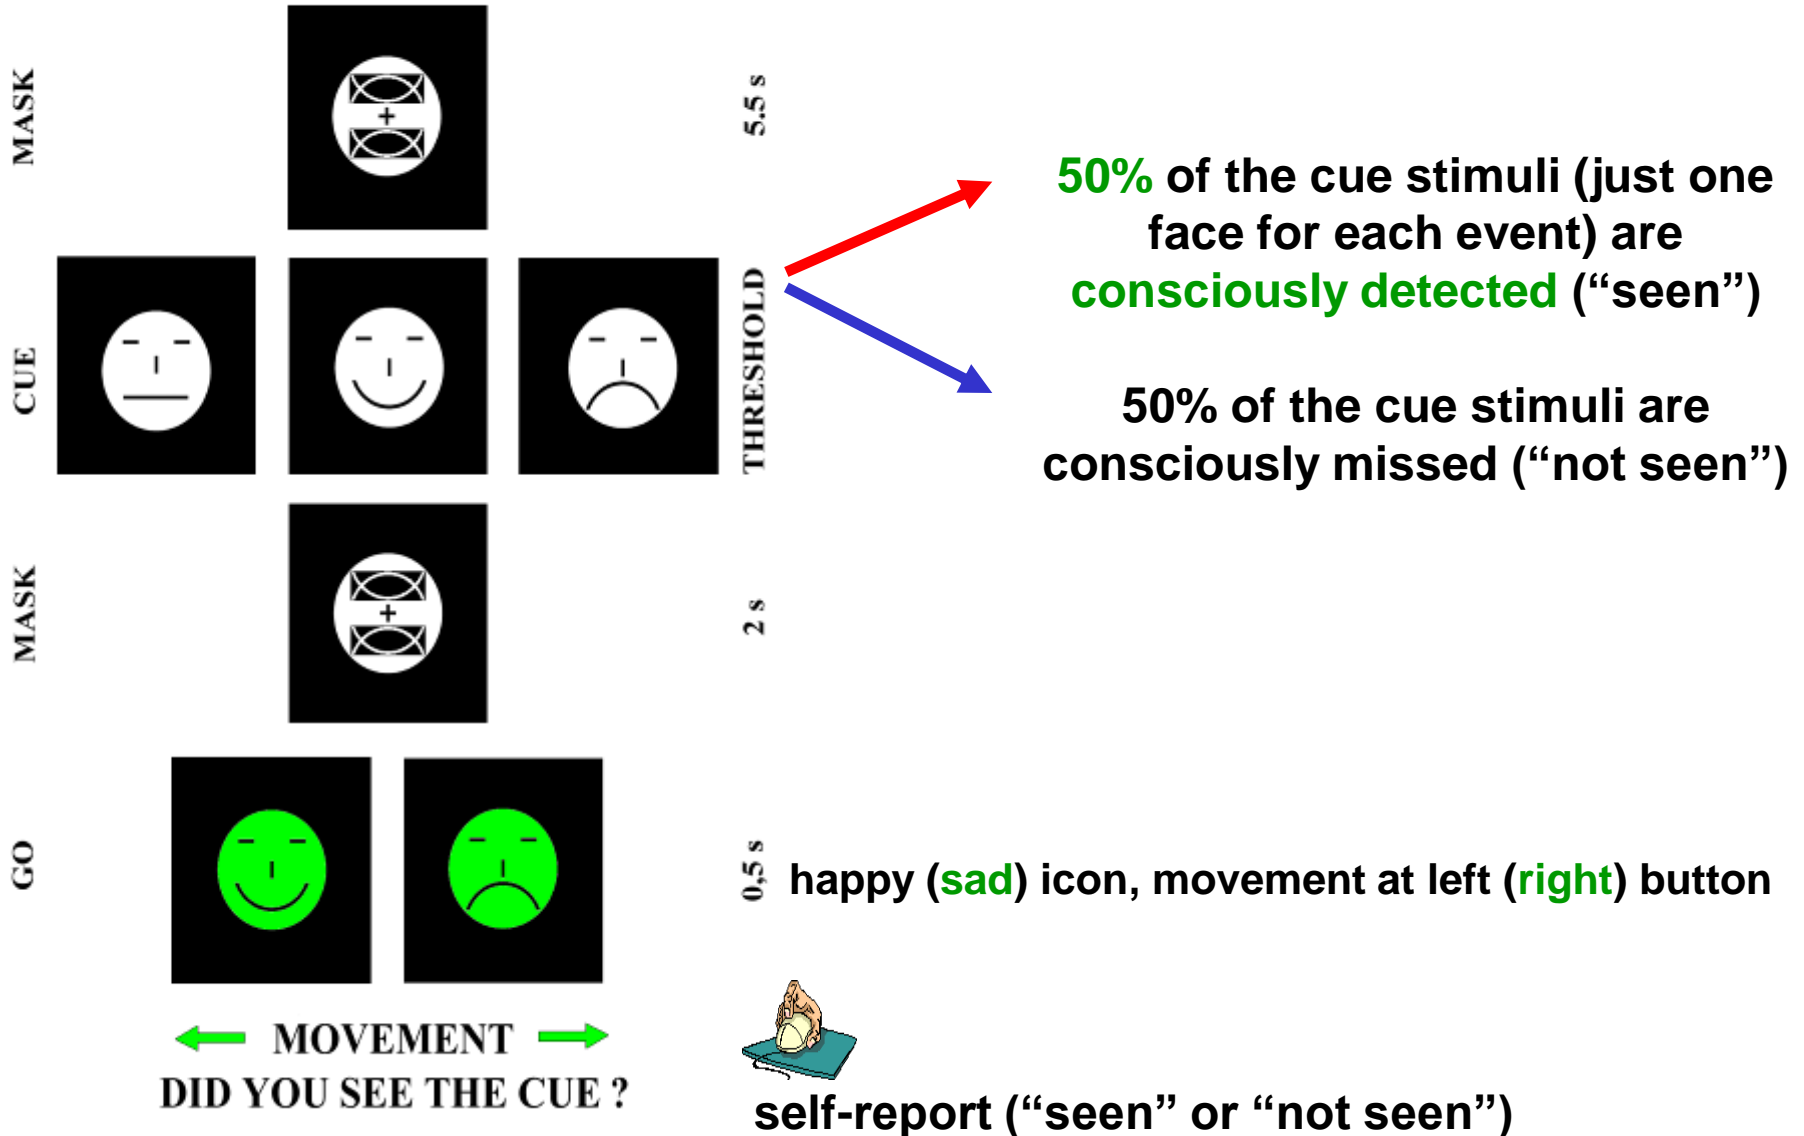 MASK
5.5 s
50% of the cue stimuli (just one
face for each event) are
consciously detected (“seen”)
CUE
THRESHOLD
50% of the cue stimuli are
consciously missed (“not seen”)
MASK
2 s
GO
0,5 s
happy (sad) icon, movement at left (right) button
MOVEMENT
DID YOU SEE THE CUE ?
self-report (“seen” or “not seen”)